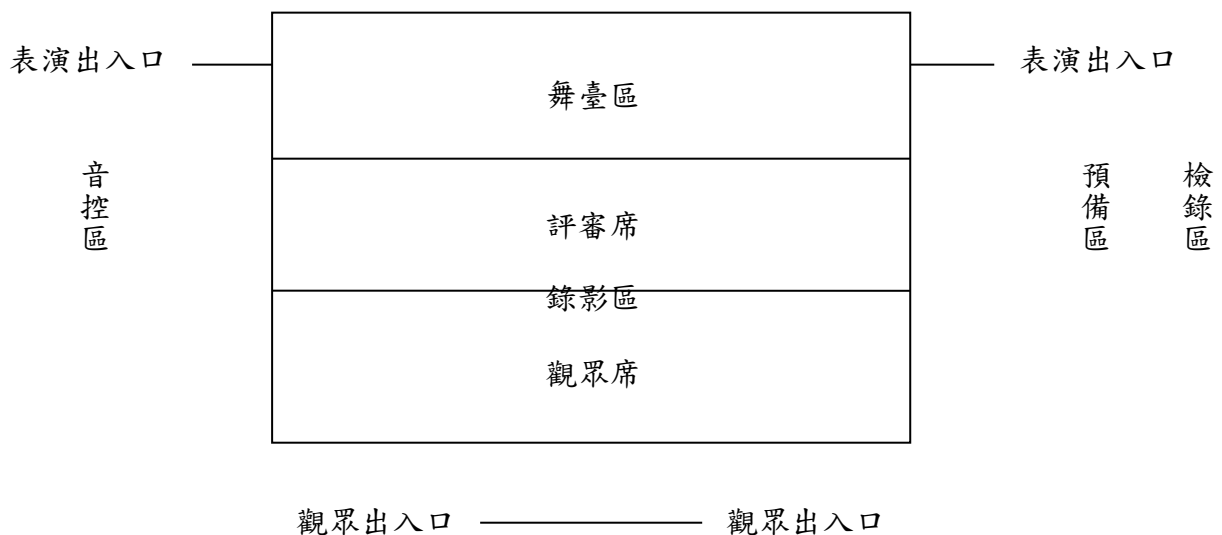 表演出入口
表演出入口
舞臺區
音控區
評審席
預備區
檢錄區
錄影區
觀眾席
觀眾出入口
觀眾出入口